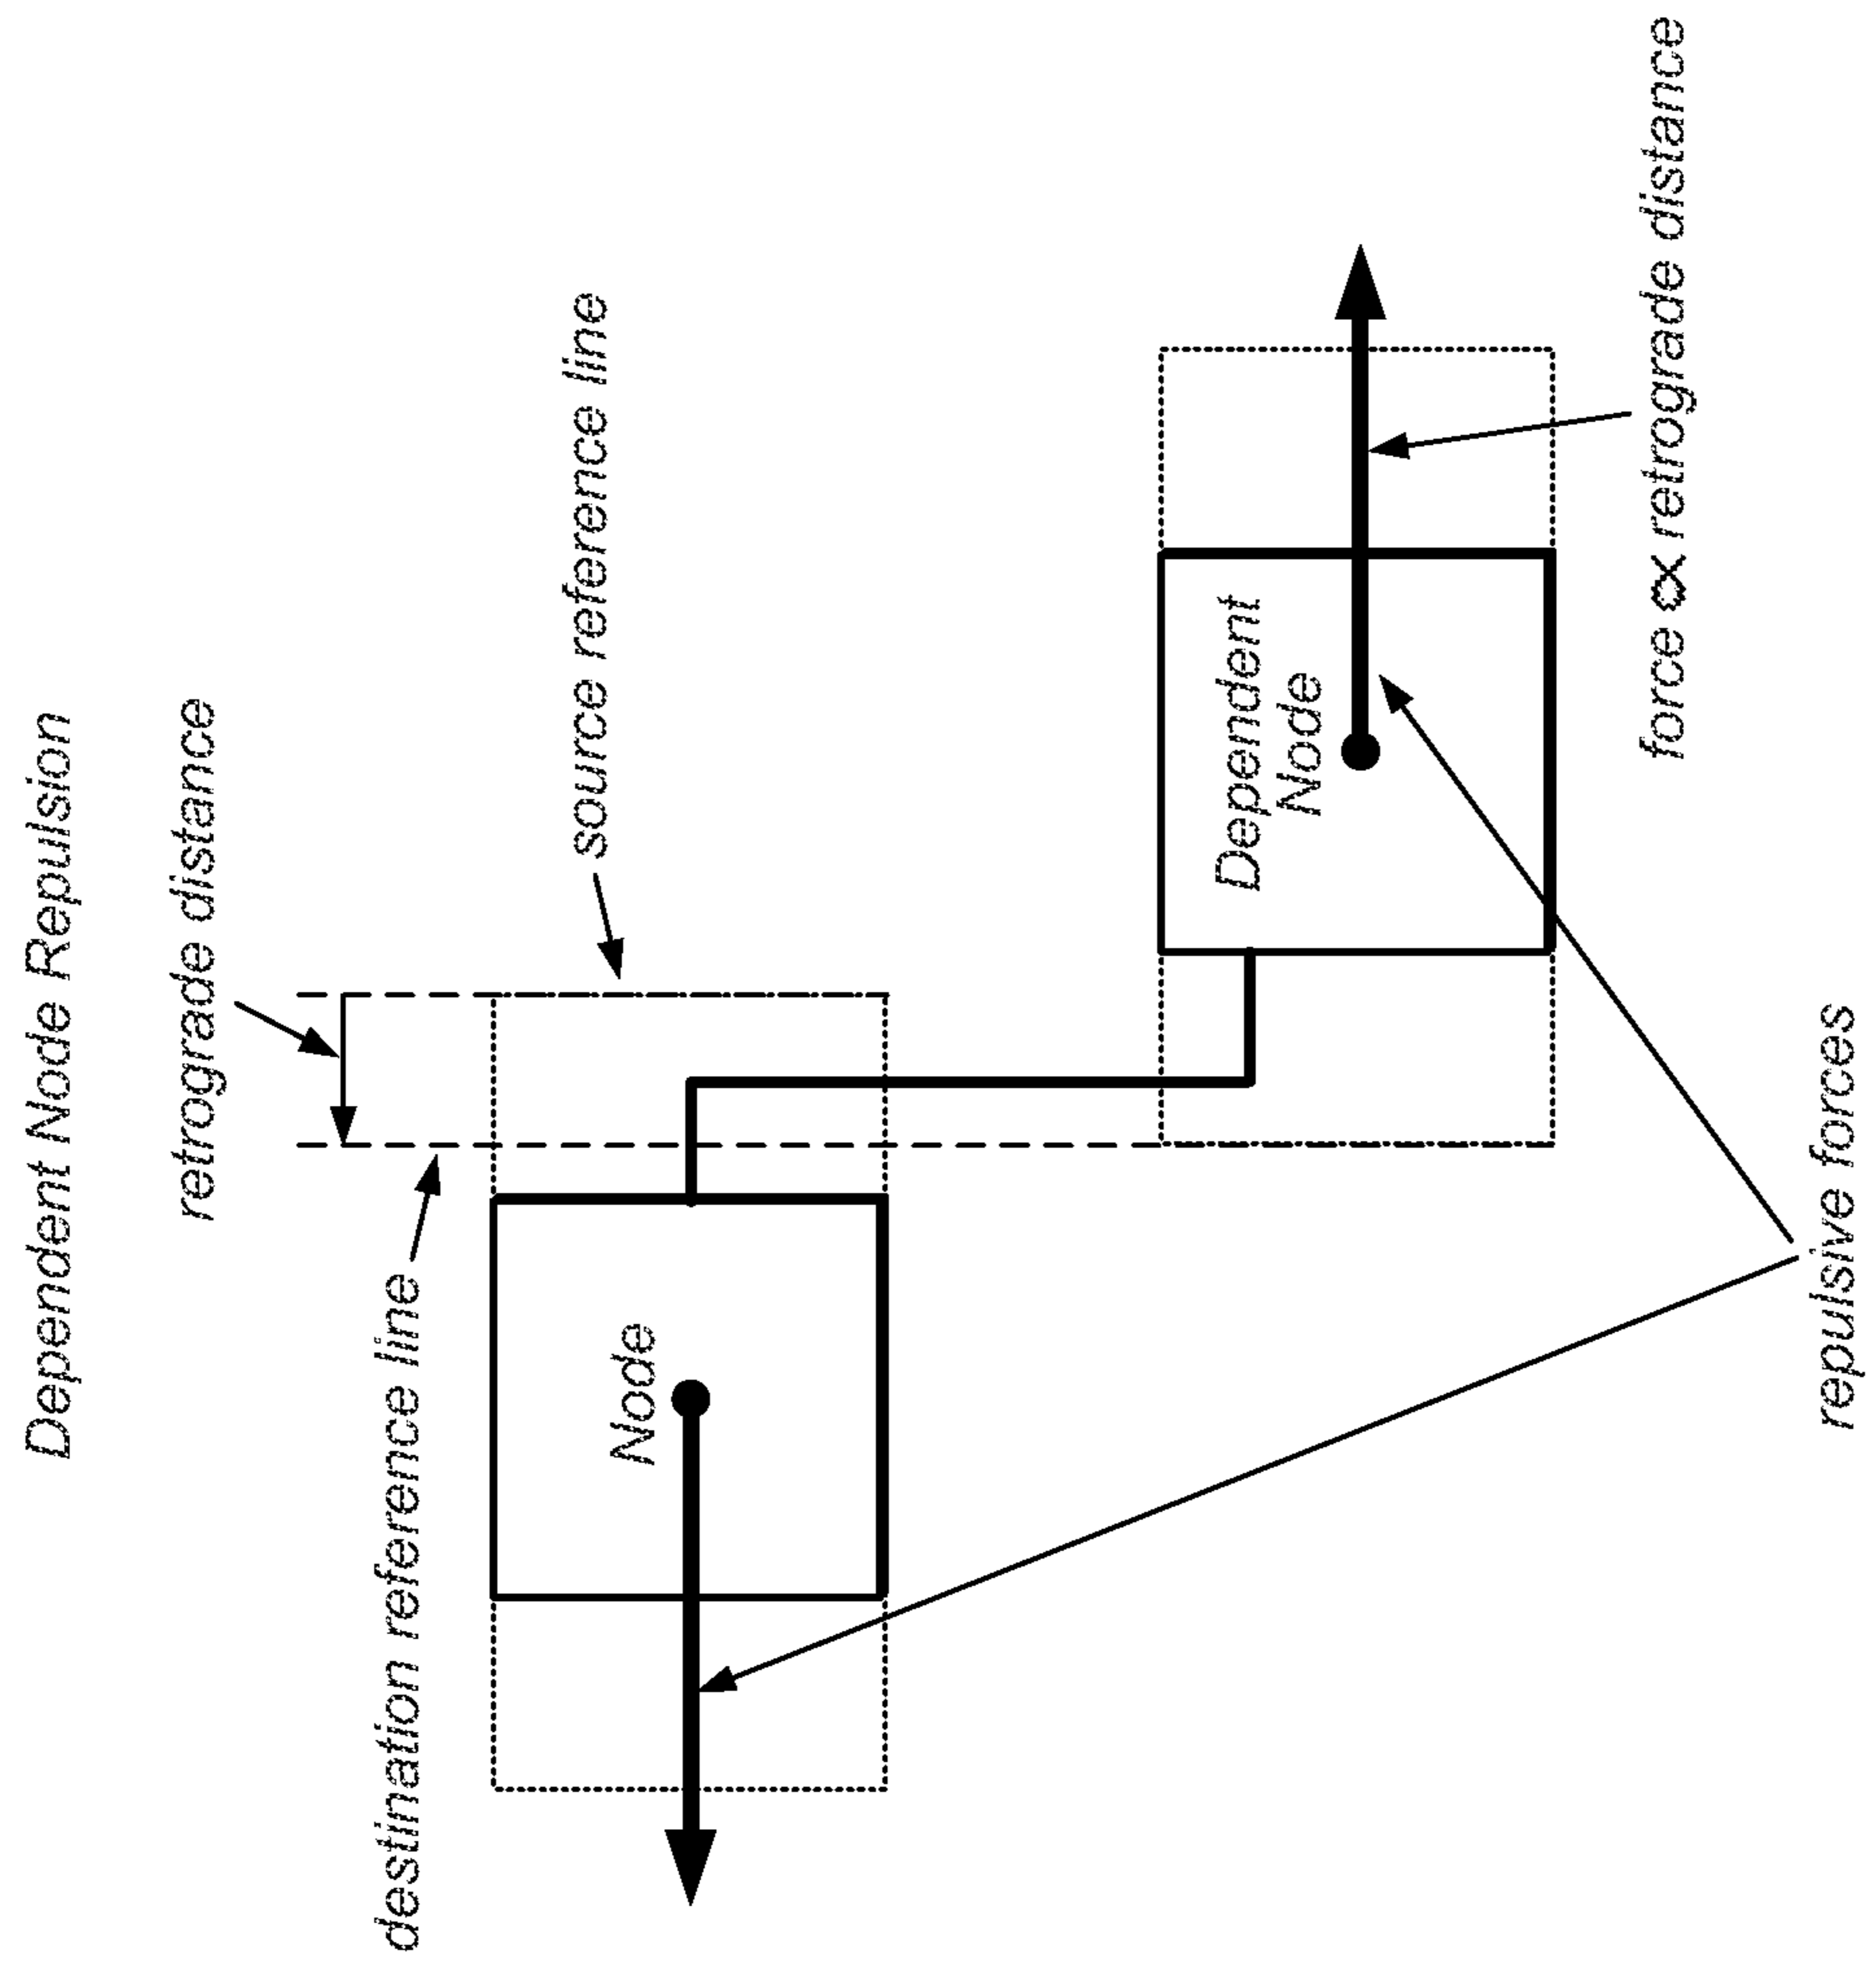 Dependent Node Repulsion
retrograde distance
destination reference line
source reference line
Node
Dependent
Node
force ∝ retrograde distance
repulsive forces